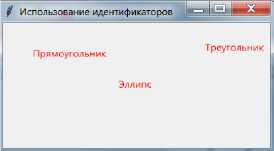 Использование идентификаторов
Треугольник
Прямоугольник
Эллипс